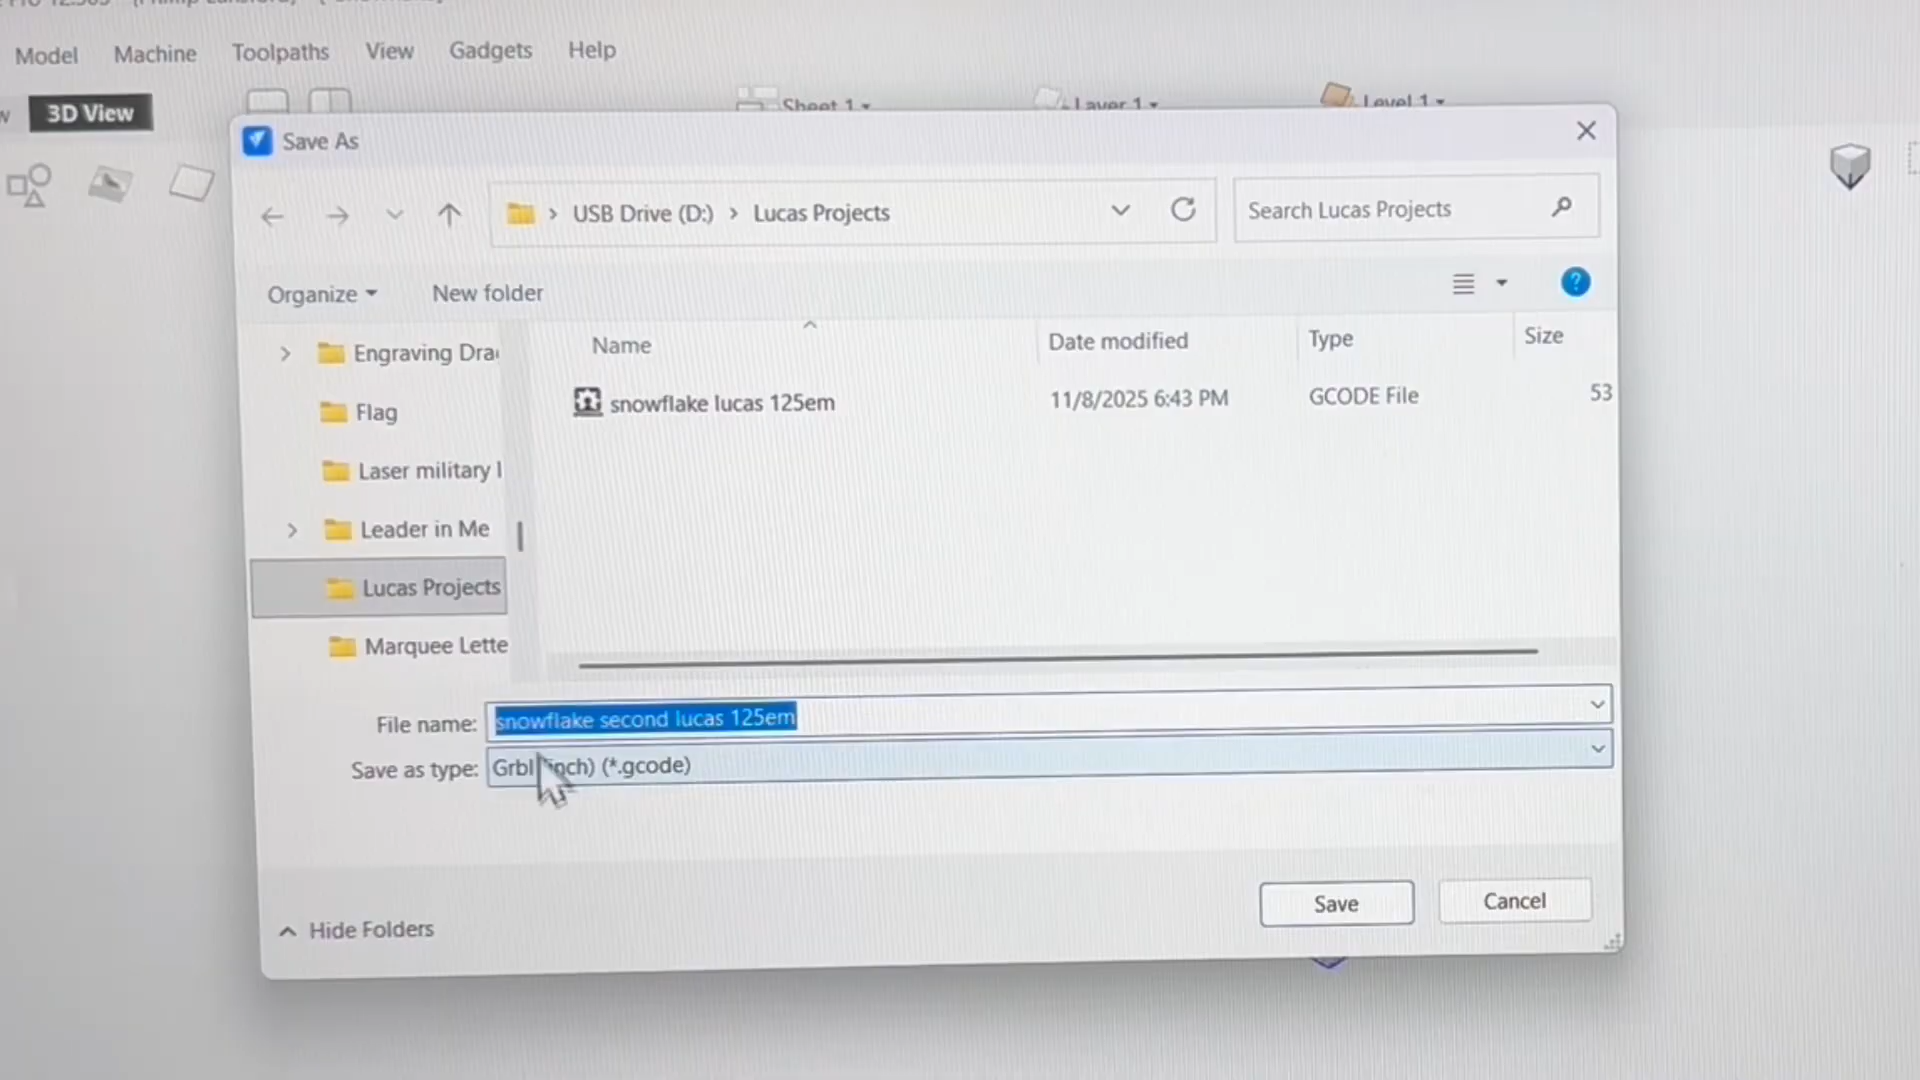 Model Machine Toolpaths View Gadgets Help
3D View
Sheet 1
Layer 1
Level 1
Save As
USB Drive (D:) > Lucas Projects
Search Lucas Projects
Organize
New folder
Name
Date modified
Type
Size
Engraving Dra
snowflake lucas 125em
11/8/2025 6:43 PM
GCODE File
53
Flag
Laser military l
Leader in Me
Lucas Projects
Marquee Lette
File name: snowflake second lucas 125em
Save as type: Grbl (inch) (*.gcode)
Hide Folders
Save
Cancel